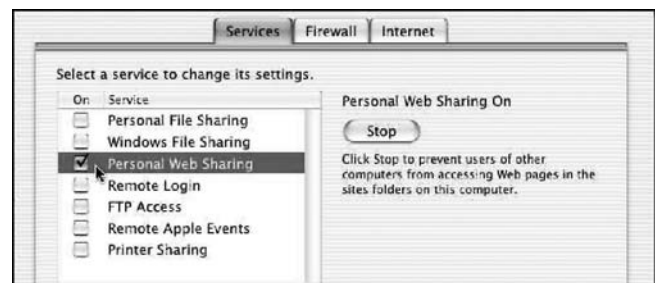 Services Firewall Internet
Select a service to change its settings.
On Service
Personal File Sharing
Windows File Sharing
Personal Web Sharing
Remote Login
FTP Access
Remote Apple Events
Printer Sharing
Personal Web Sharing On
Stop
Click Stop to prevent users of other
computers from accessing Web pages in the
sites folders on this computer.